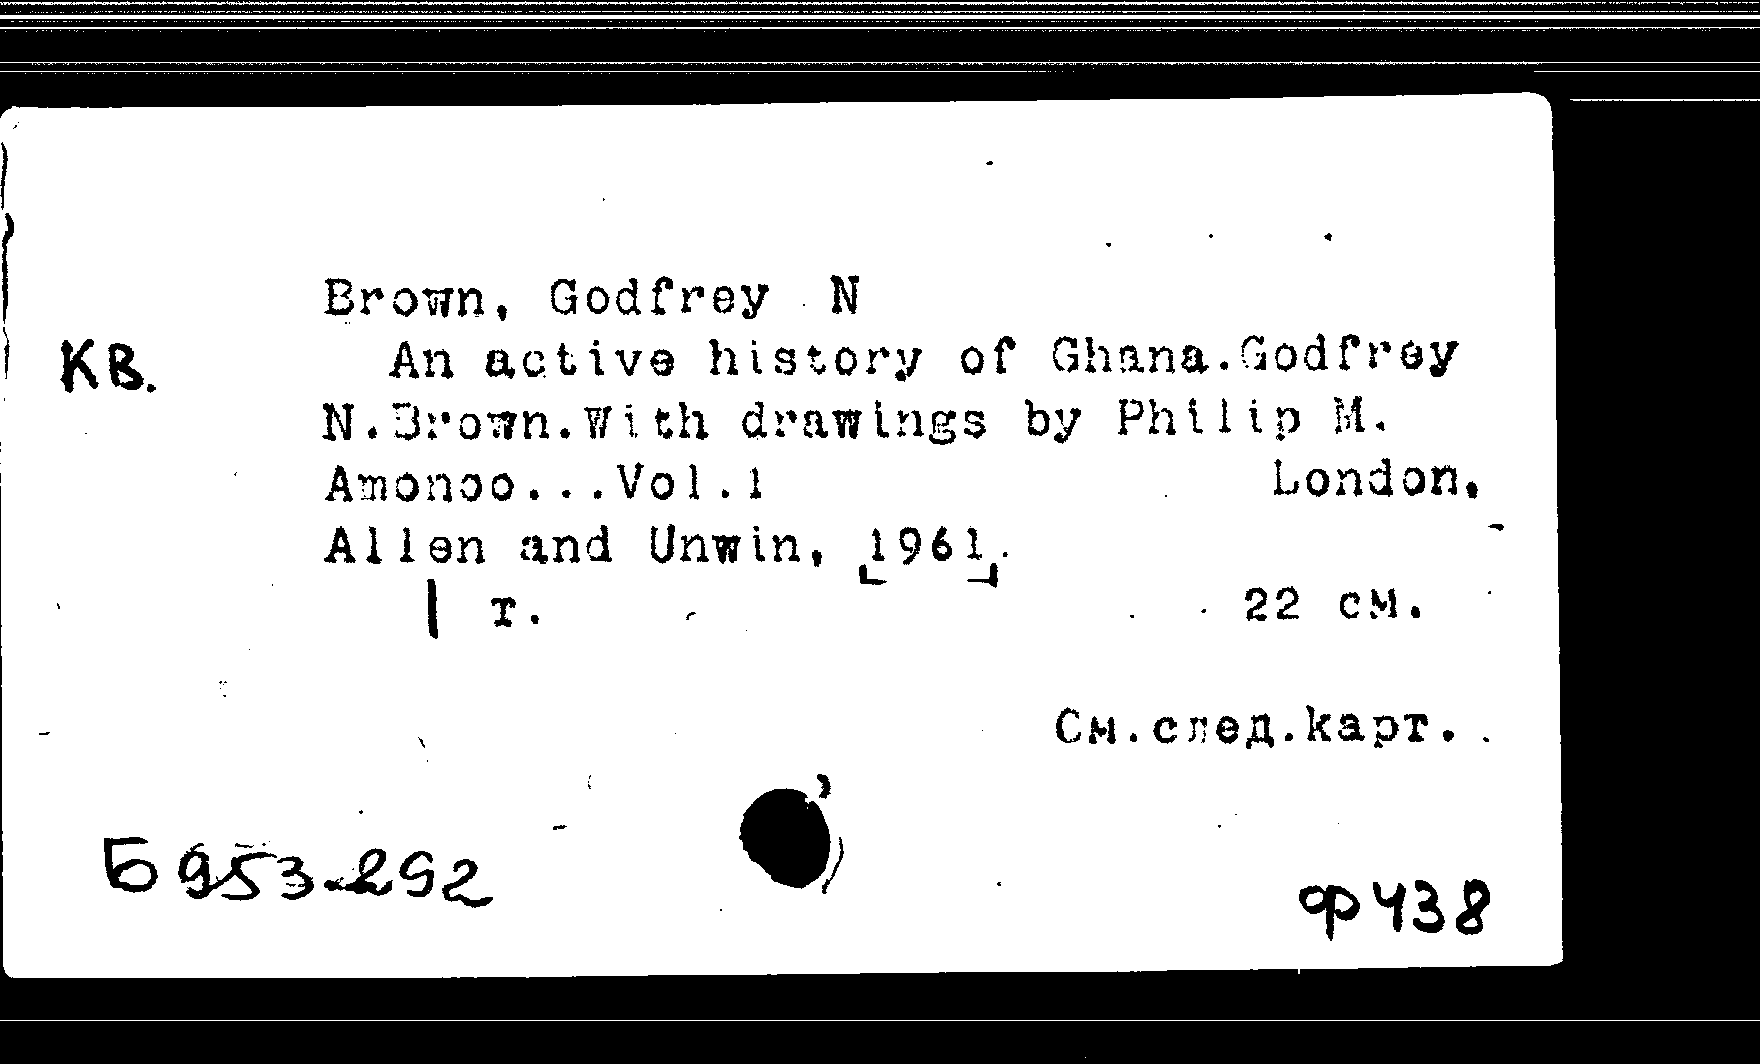 Brown, Godfrey N
КВ.
An active history of Ghana.Godfrey
N.Brown.With drawings by Philip M.
Amonoo...Vol.1 London,
Allen and Unwin, [1961].
| т. 22 см.
См.след.карт.
Б953-292
ф438